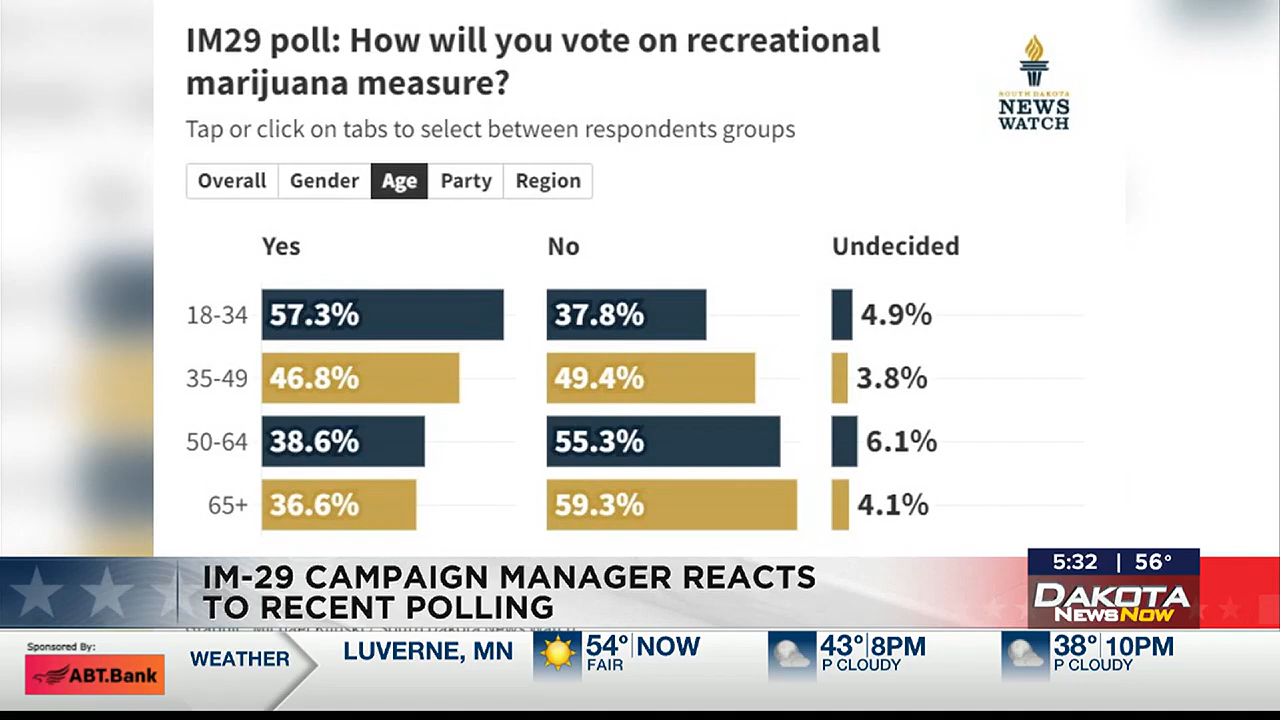 IM29 poll: How will you vote on recreational
marijuana measure?
Tap or click on tabs to select between respondents groups
SOUTH DAKOTA
NEWS
WATCH
Overall Gender Age Party Region
Yes No Undecided
18-34 57.3% 37.8% 4.9%
35-49 46.8% 49.4% 3.8%
50-64 38.6% 55.3% 6.1%
65+ 36.6% 59.3% 4.1%
IM-29 CAMPAIGN MANAGER REACTS
TO RECENT POLLING
5:32 | 56°
DAKOTA
NEWS NOW
Sponsored By:
ABT.Bank
WEATHER
LUVERNE, MN
54° NOW
FAIR
43° 8PM
P CLOUDY
38° 10PM
P CLOUDY